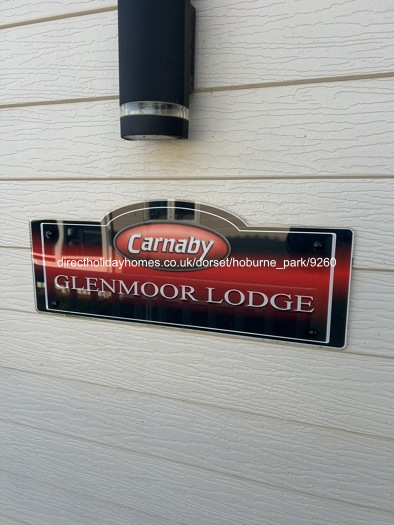 Carnaby
directholidayhomes.co.uk/dorset/hoburne_park/9260
GLENMOOR LODGE